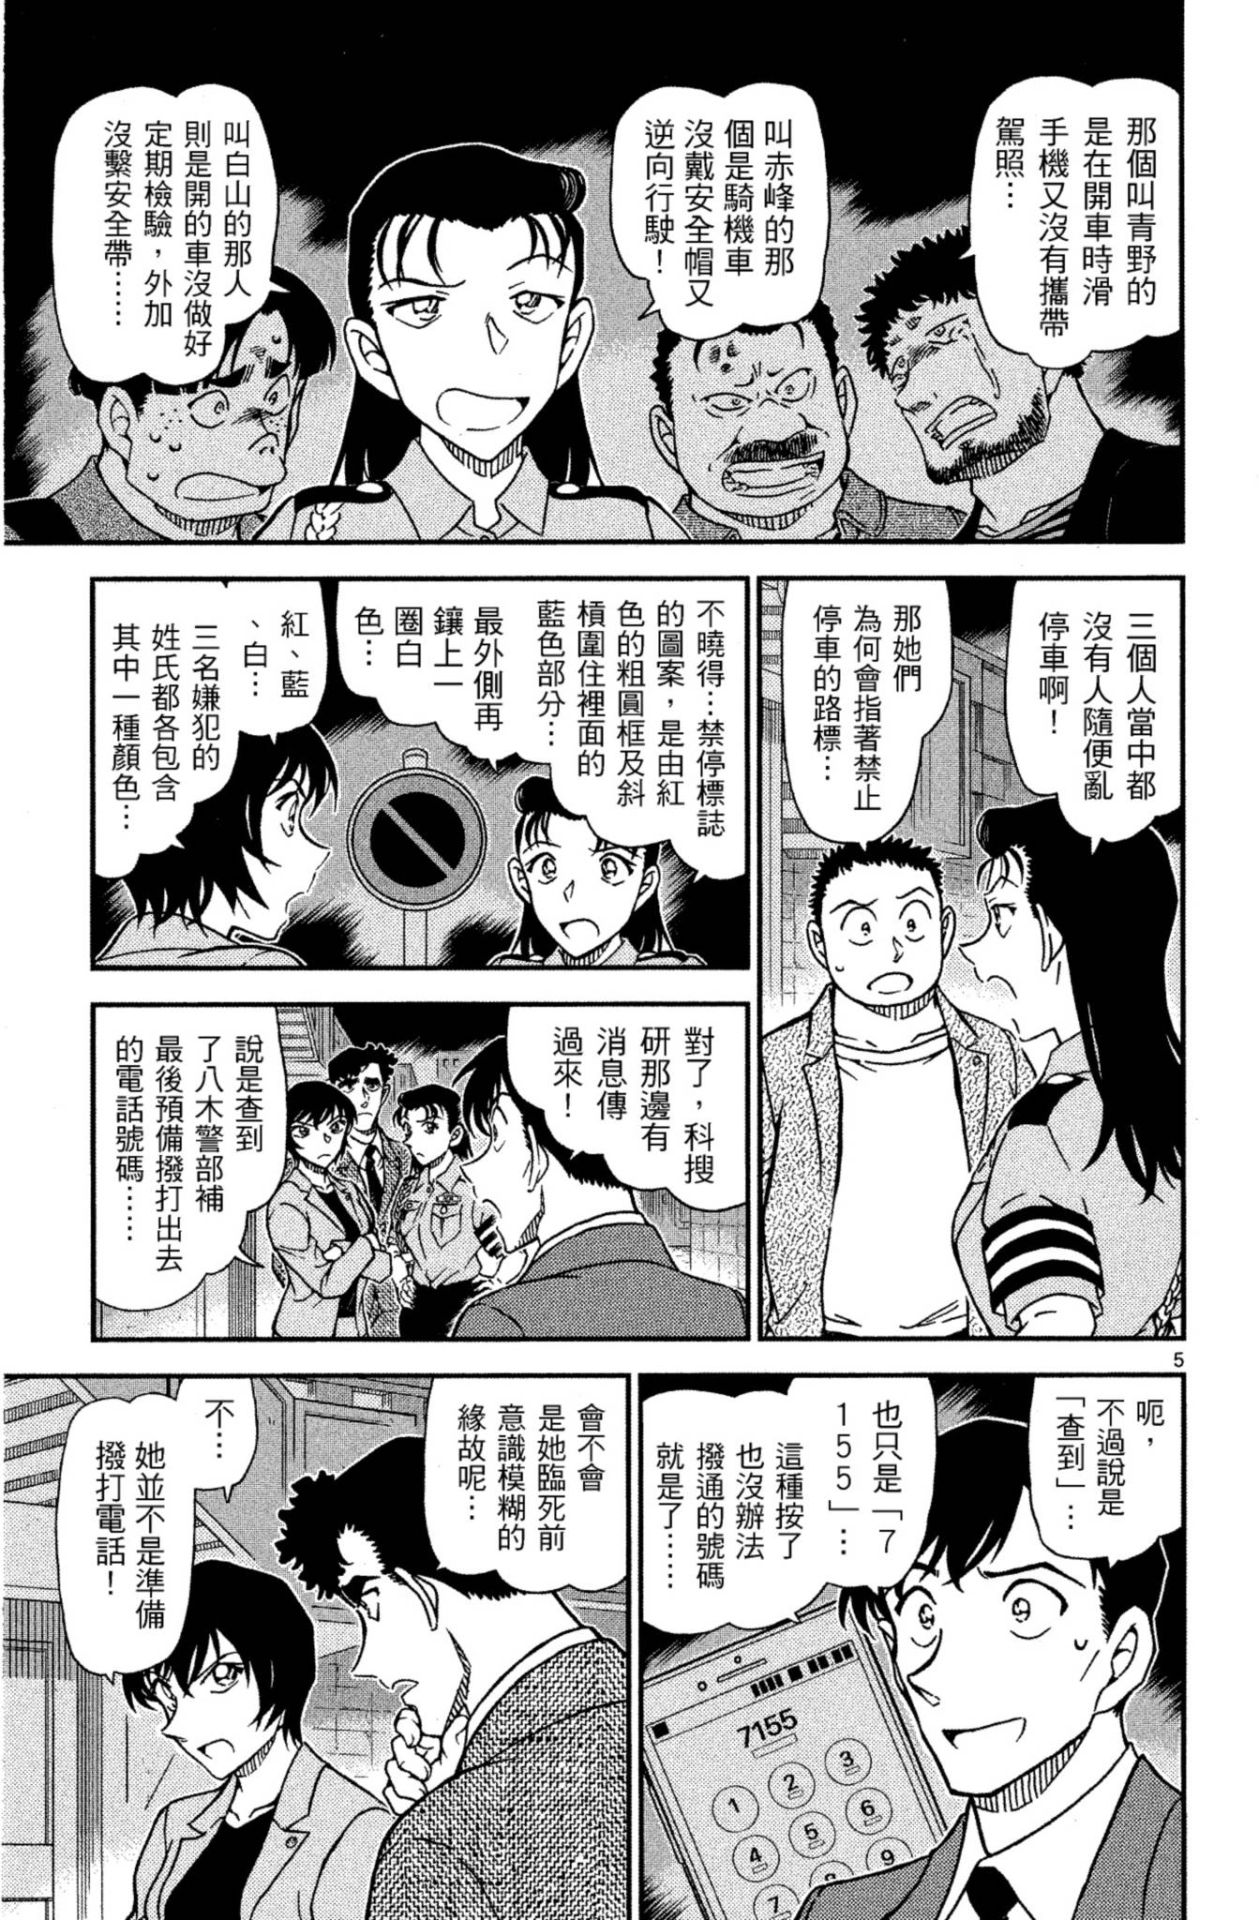 那個叫青野的
是在開車時滑
手機又沒有攜帶
駕照…
叫赤峰的那
個是騎機車
沒戴安全帽又
逆向行駛！
叫白山的那人
則是開的車沒做好
定期檢驗，外加
沒繫安全帶……
三個人當中都
沒有人隨便亂
停車啊！
那她們
為何會指著禁止
停車的路標…
不曉得…禁停標誌
的圖案，是由紅
色的粗圓框及斜
槓圍住裡面的
藍色部分…
最外側再
鑲上一
圈白
色…
紅、藍
、白…
三名嫌犯的
姓氏都各包含
其中一種顏色…
對了，科搜
研那邊有
消息傳
過來！
說是查到
了八木警部補
最後預備撥打出去
的電話號碼……
5
呃，
不過說是
「查到」…
也只是「7
155」…
這種按了
也沒辦法
撥通的號碼
就是了……
7155
1
2
3
4
5
6
7
8
9
會不會
是她臨死前
意識模糊的
緣故呢…
不…
她並不是準備
撥打電話！